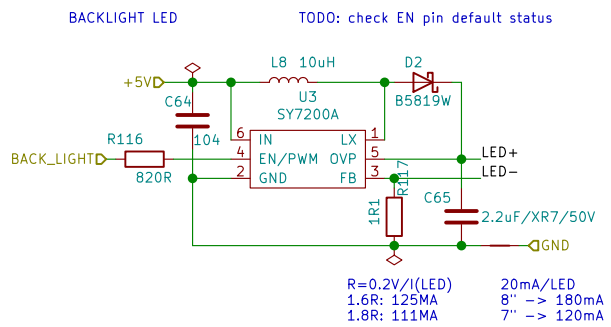 BACKLIGHT LED
TODO: check EN pin default status
L8 10uH
D2
+5V
C64
U3
SY7200A
B5819W
104
6 IN
LX 1
R116
BACK_LIGHT
4 EN/PWM
OVP 5
LED+
820R
2 GND
FB 3
R117
LED-
1R1
C65
2.2uF/XR7/50V
GND
R=0.2V/I(LED)
20mA/LED
1.6R: 125MA
8" -> 180mA
1.8R: 111MA
7" -> 120mA